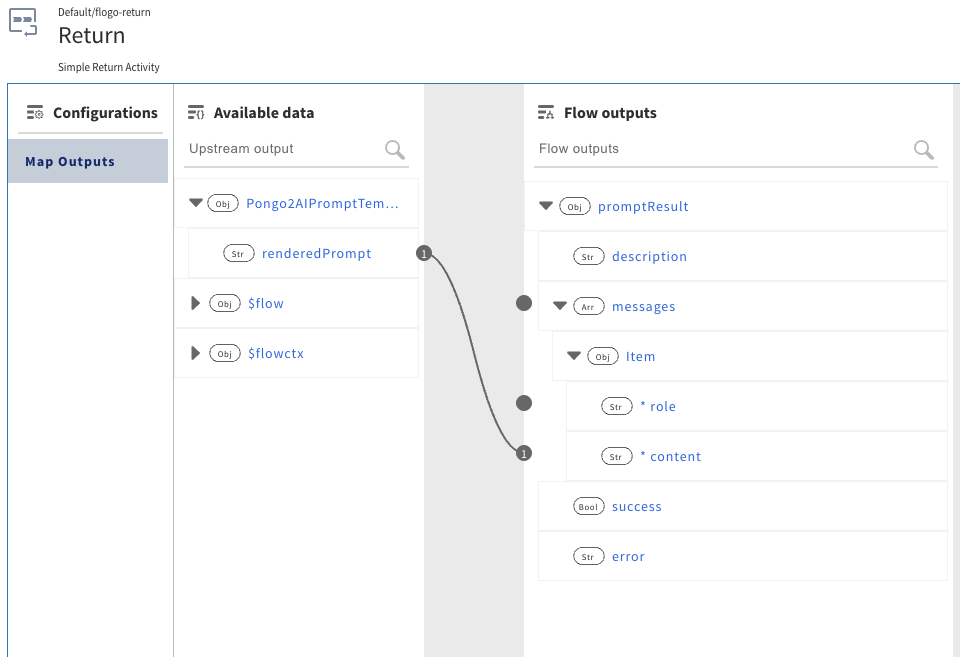 Default/flogo-return
Return
Simple Return Activity
Configurations
Map Outputs
Available data
Upstream output
Obj Pongo2AIPromptTem...
Str renderedPrompt 1
Obj $flow
Obj $flowctx
Flow outputs
Flow outputs
Obj promptResult
Str description
Arr messages
Obj Item
Str * role
1 Str * content
Bool success
Str error